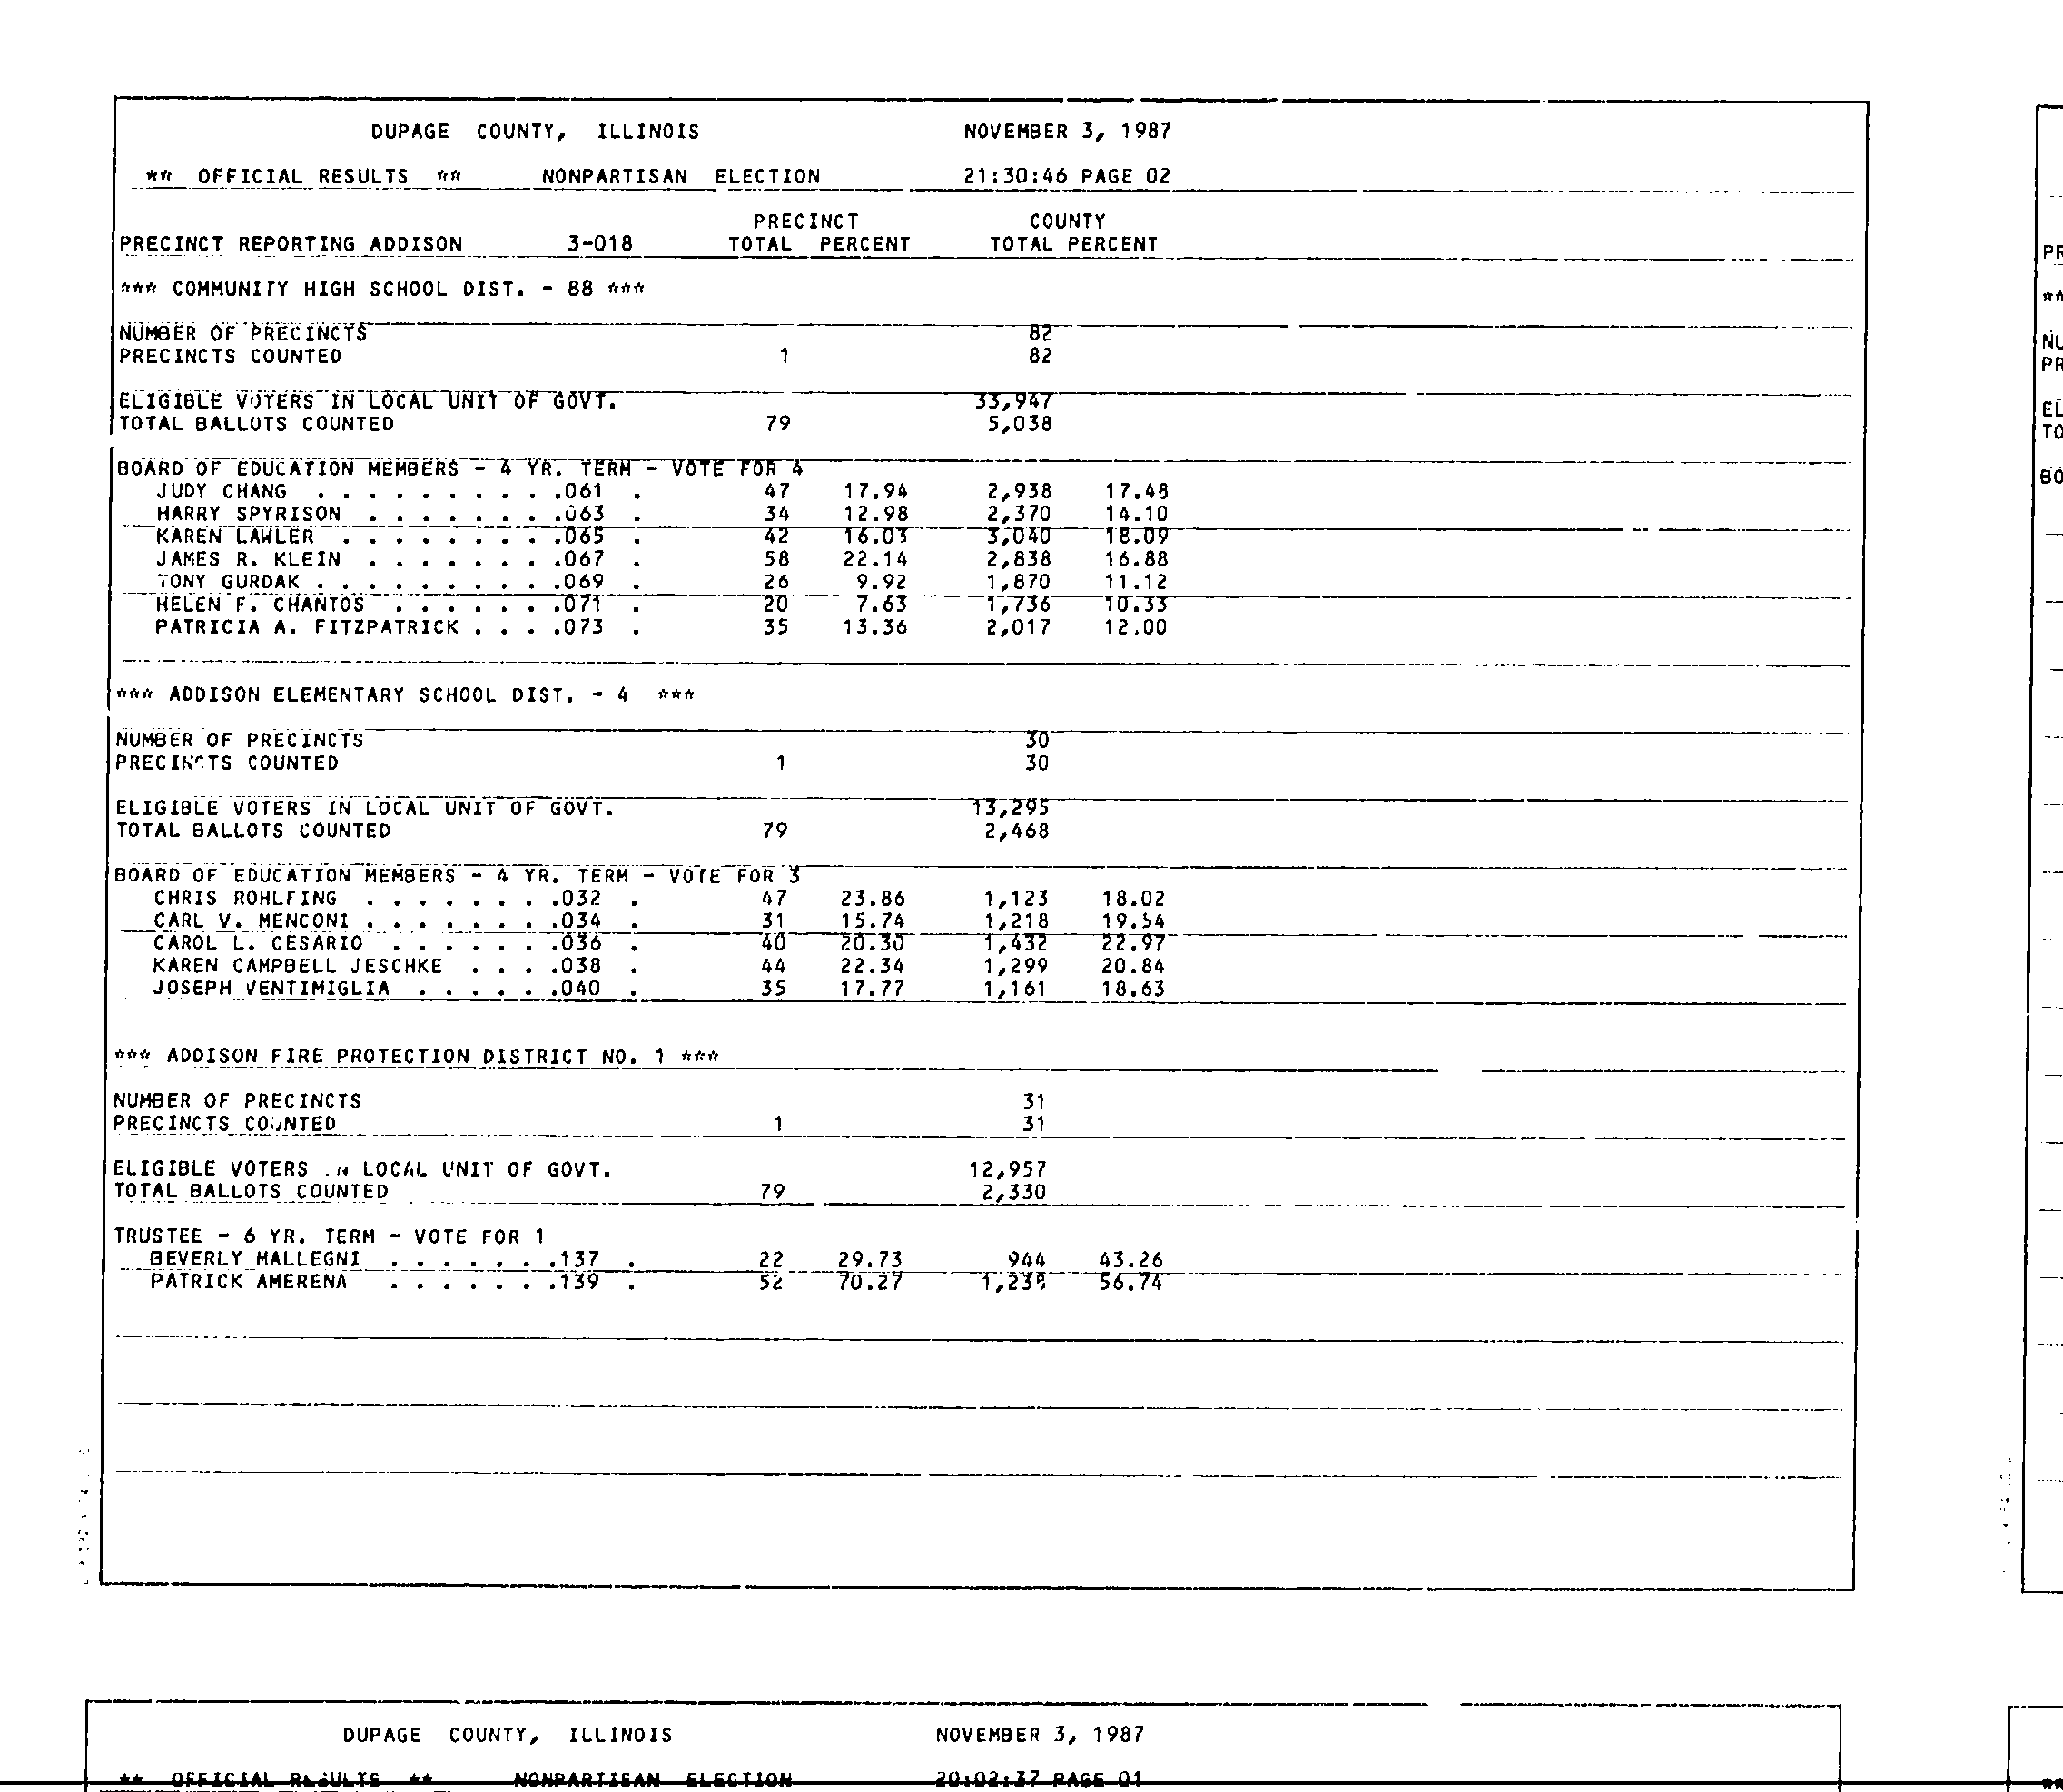 DUPAGE COUNTY, ILLINOIS NOVEMBER 3, 1987
** OFFICIAL RESULTS ** NONPARTISAN ELECTION 21:30:46 PAGE 02
PRECINCT COUNTY
PRECINCT REPORTING ADDISON 3-018 TOTAL PERCENT TOTAL PERCENT
*** COMMUNITY HIGH SCHOOL DIST. - 88 ***
NUMBER OF PRECINCTS 82
PRECINCTS COUNTED 1 82
ELIGIBLE VOTERS IN LOCAL UNIT OF GOVT. 33,947
TOTAL BALLOTS COUNTED 79 5,038
BOARD OF EDUCATION MEMBERS - 4 YR. TERM - VOTE FOR 4
JUDY CHANG . . . . . . . . . .061 . 47 17.94 2,938 17.48
HARRY SPYRISON . . . . . . . .063 . 34 12.98 2,370 14.10
KAREN LAWLER . . . . . . . . .065 . 42 16.03 3,040 18.09
JAMES R. KLEIN . . . . . . . .067 . 58 22.14 2,838 16.88
TONY GURDAK . . . . . . . . . .069 . 26 9.92 1,870 11.12
HELEN F. CHANTOS . . . . . . .071 . 20 7.63 1,736 10.33
PATRICIA A. FITZPATRICK . . . .073 . 35 13.36 2,017 12.00
*** ADDISON ELEMENTARY SCHOOL DIST. - 4 ***
NUMBER OF PRECINCTS 30
PRECINCTS COUNTED 1 30
ELIGIBLE VOTERS IN LOCAL UNIT OF GOVT. 13,295
TOTAL BALLOTS COUNTED 79 2,468
BOARD OF EDUCATION MEMBERS - 4 YR. TERM - VOTE FOR 3
CHRIS ROHLFING . . . . . . . .032 . 47 23.86 1,123 18.02
CARL V. MENCONI . . . . . . . .034 . 31 15.74 1,218 19.54
CAROL L. CESARIO . . . . . . .036 . 40 20.30 1,432 22.97
KAREN CAMPBELL JESCHKE . . . .038 . 44 22.34 1,299 20.84
JOSEPH VENTIMIGLIA . . . . . .040 . 35 17.77 1,161 18.63
*** ADDISON FIRE PROTECTION DISTRICT NO. 1 ***
NUMBER OF PRECINCTS 31
PRECINCTS COUNTED 1 31
ELIGIBLE VOTERS IN LOCAL UNIT OF GOVT. 12,957
TOTAL BALLOTS COUNTED 79 2,330
TRUSTEE - 6 YR. TERM - VOTE FOR 1
BEVERLY MALLEGNI . . . . . . .137 . 22 29.73 944 43.26
PATRICK AMERENA . . . . . . .139 . 52 70.27 1,238 56.74
DUPAGE COUNTY, ILLINOIS NOVEMBER 3, 1987
** OFFICIAL RESULTS ** NONPARTISAN ELECTION 20:02:37 PAGE 01